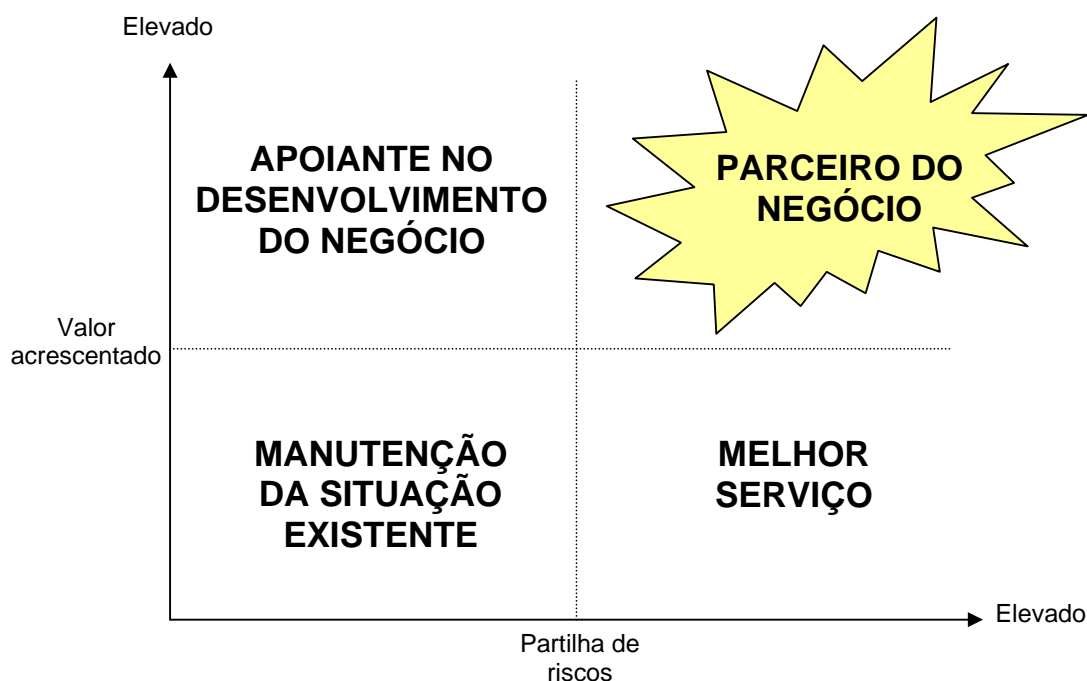 Elevado
APOIANTE NO
DESENVOLVIMENTO
DO NEGÓCIO
PARCEIRO DO
NEGÓCIO
Valor
acrescentado
MANUTENÇÃO
DA SITUAÇÃO
EXISTENTE
MELHOR
SERVIÇO
Elevado
Partilha de
riscos